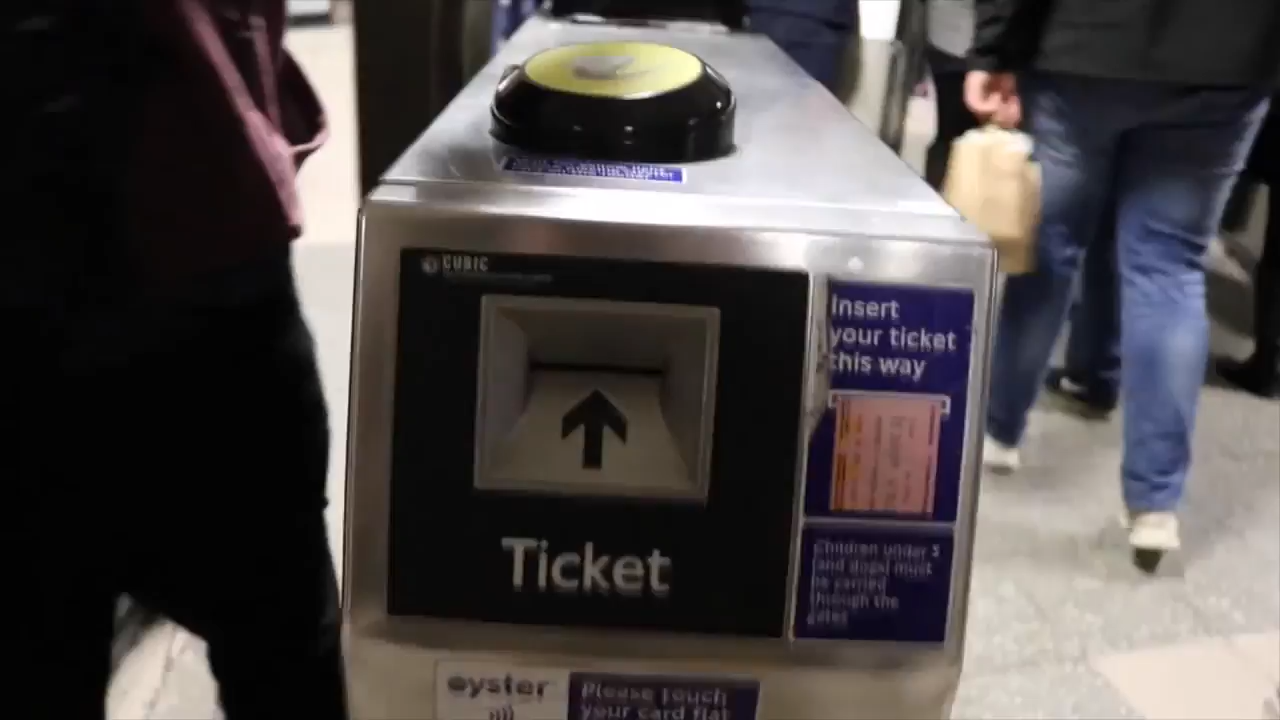 CUBIC
Insert
your ticket
this way
Ticket
Children under 5
(and dogs) must
be carried
through the
gates
oyster
Please touch
your card flat